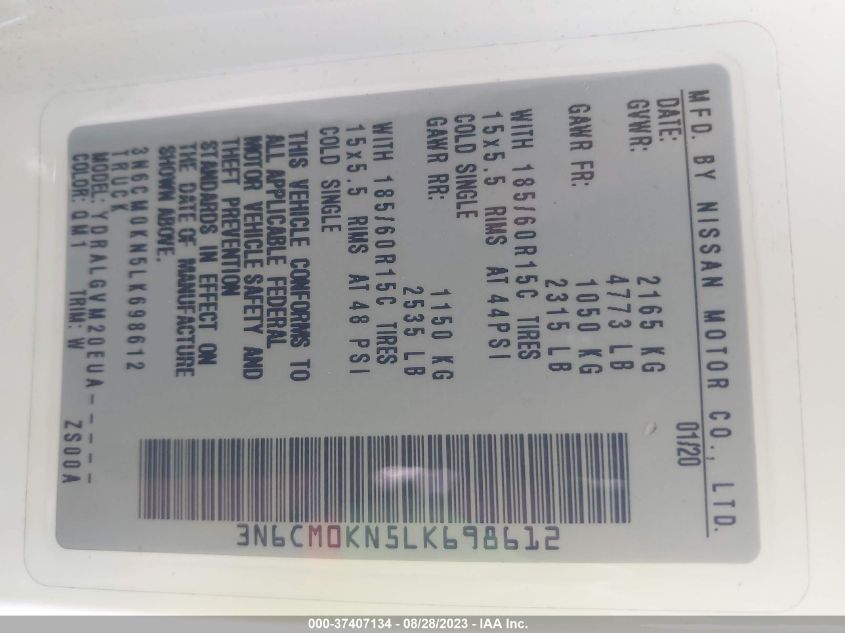 MFD. BY NISSAN MOTOR CO., LTD.
DATE: 01/20
GVWR: 2165 KG
4773 LB
GAWR FR: 1050 KG
2315 LB
WITH 185/60R15C TIRES
15x5.5 RIMS AT 44PSI
COLD SINGLE
GAWR RR: 1150 KG
2535 LB
WITH 185/60R15C TIRES
15x5.5 RIMS AT 48 PSI
COLD SINGLE
THIS VEHICLE CONFORMS TO
ALL APPLICABLE FEDERAL
MOTOR VEHICLE SAFETY AND
THEFT PREVENTION
STANDARDS IN EFFECT ON
THE DATE OF MANUFACTURE
SHOWN ABOVE.
3N6CM0KN5LK698612
TRUCK
MODEL: YDRALGVM20EUA-----
COLOR: QM1 TRIM: W ZS00A
3N6CM0KN5LK698612
000-37407134 - 08/28/2023 - IAA Inc.